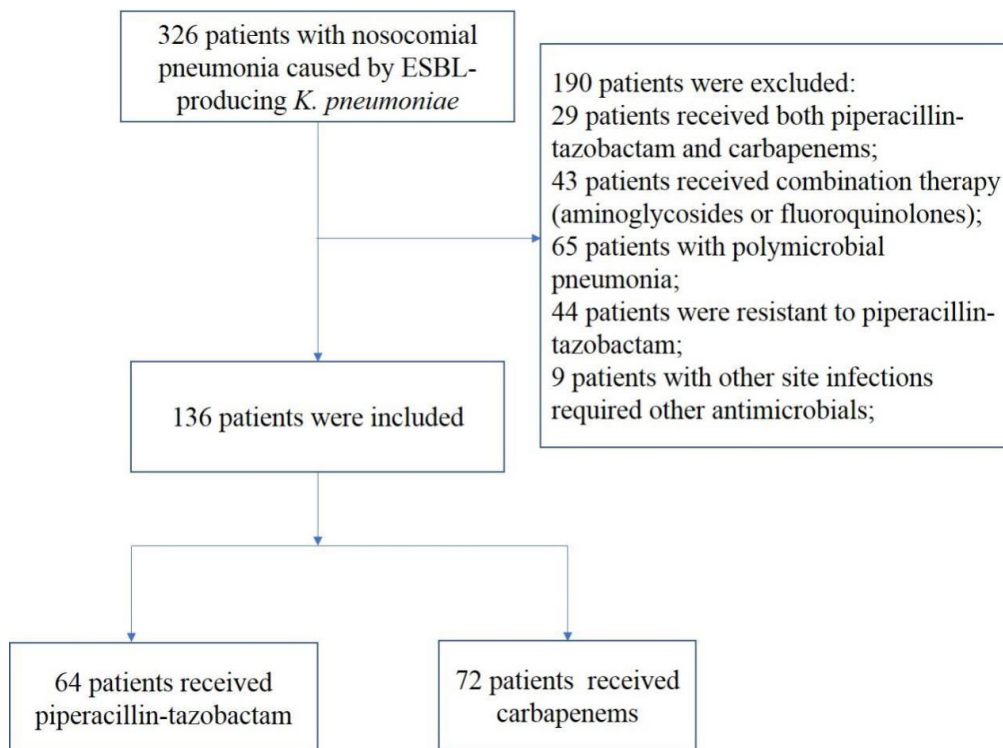 326 patients with nosocomial
pneumonia caused by ESBL-
producing K. pneumoniae
190 patients were excluded:
29 patients received both piperacillin-
tazobactam and carbapenems;
43 patients received combination therapy
(aminoglycosides or fluoroquinolones);
65 patients with polymicrobial
pneumonia;
44 patients were resistant to piperacillin-
tazobactam;
9 patients with other site infections
required other antimicrobials;
136 patients were included
64 patients received
piperacillin-tazobactam
72 patients received
carbapenems